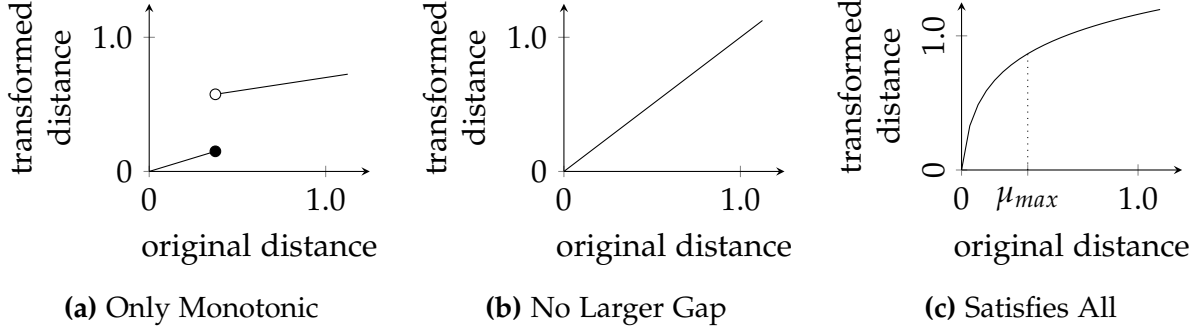 transformed
distance
1.0
0
0
1.0
original distance
(a) Only Monotonic
transformed
distance
1.0
0
0
1.0
original distance
(b) No Larger Gap
transformed
distance
1.0
0
0
μmax
1.0
original distance
(c) Satisfies All